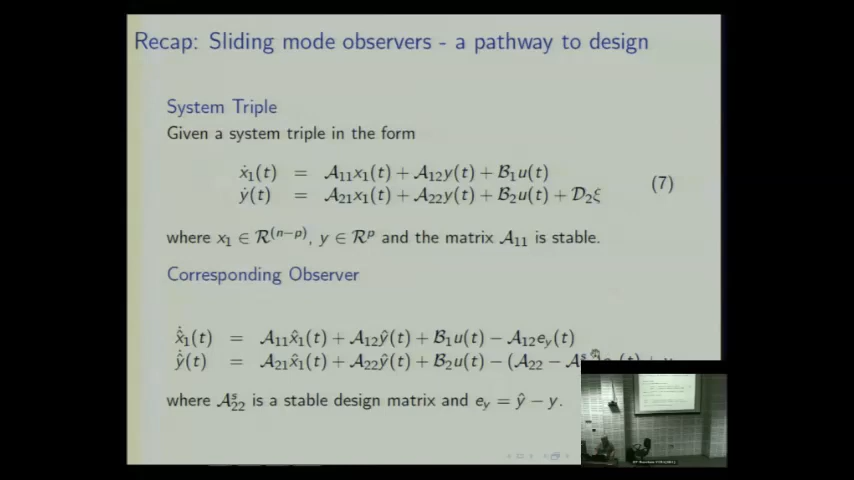 Recap: Sliding mode observers - a pathway to design
System Triple
Given a system triple in the form
ẋ₁(t) = 𝒜₁₁x₁(t) + 𝒜₁₂y(t) + ℬ₁u(t)
ẏ(t) = 𝒜₂₁x₁(t) + 𝒜₂₂y(t) + ℬ₂u(t) + 𝒟₂ξ
(7)
where x₁ ∈ ℛ⁽ⁿ⁻ᵖ⁾, y ∈ ℛᵖ and the matrix 𝒜₁₁ is stable.
Corresponding Observer
x̂̇₁(t) = 𝒜₁₁x̂₁(t) + 𝒜₁₂ŷ(t) + ℬ₁u(t) − 𝒜₁₂e_y(t)
ŷ̇(t) = 𝒜₂₁x̂₁(t) + 𝒜₂₂ŷ(t) + ℬ₂u(t) − (𝒜₂₂ − 𝒜
where 𝒜ˢ₂₂ is a stable design matrix and e_y = ŷ − y.